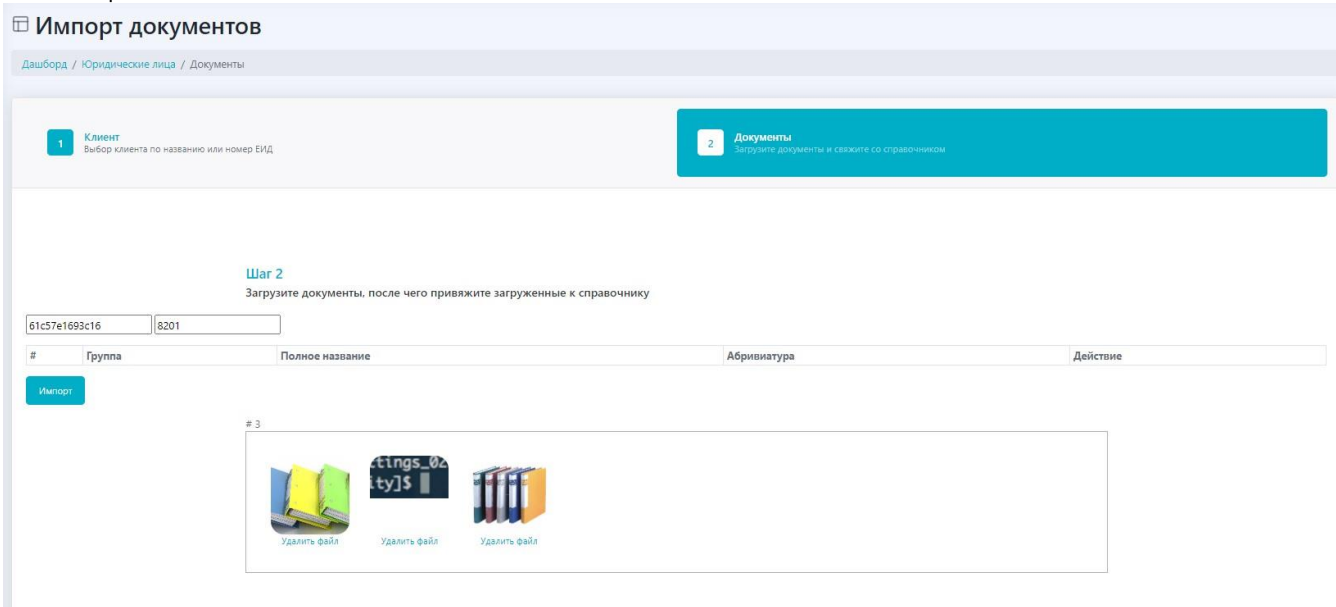 Импорт документов
Дашборд / Юридические лица / Документы
1 Клиент
Выбор клиента по названию или номер ЕИД
2 Документы
Загрузите документы и свяжите со справочником
Шаг 2
Загрузите документы, после чего привяжите загруженные к справочнику
61c57e1693c16 8201
# Группа Полное название Абривиатура Действие
Импорт
# 3
ttings_02
ity]$
Удалить файл Удалить файл Удалить файл